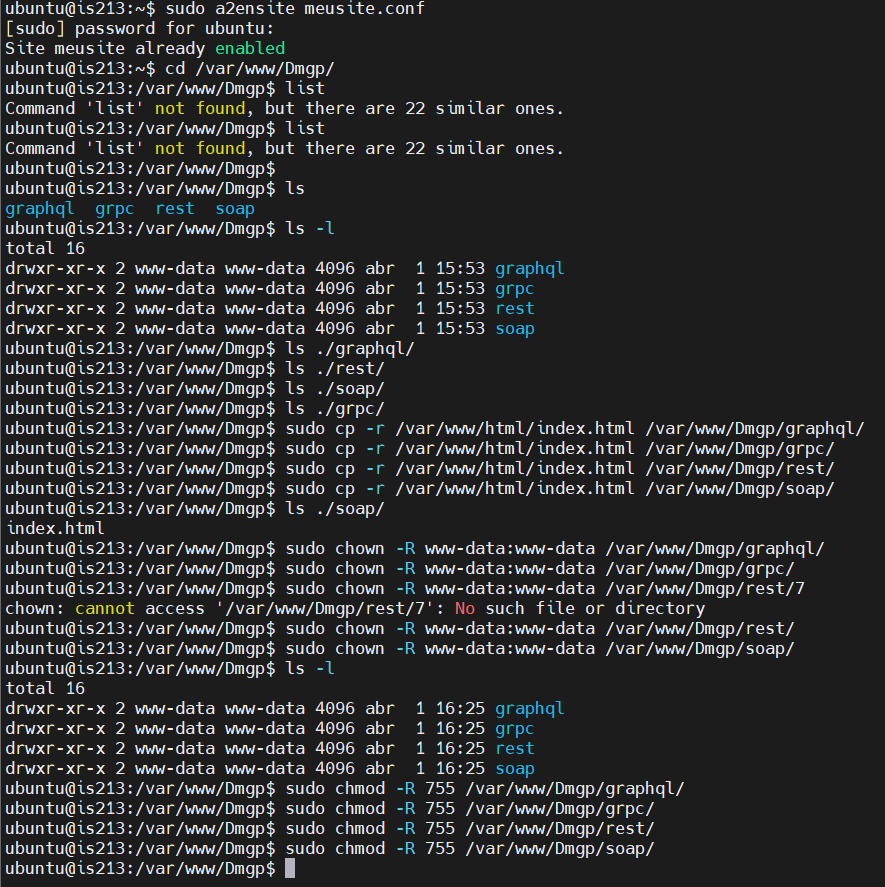 ubuntu@is213:~$ sudo a2ensite meusite.conf
[sudo] password for ubuntu:
Site meusite already enabled
ubuntu@is213:~$ cd /var/www/Dmgp/
ubuntu@is213:/var/www/Dmgp$ list
Command 'list' not found, but there are 22 similar ones.
ubuntu@is213:/var/www/Dmgp$ list
Command 'list' not found, but there are 22 similar ones.
ubuntu@is213:/var/www/Dmgp$
ubuntu@is213:/var/www/Dmgp$ ls
graphql  grpc  rest  soap
ubuntu@is213:/var/www/Dmgp$ ls -l
total 16
drwxr-xr-x 2 www-data www-data 4096 abr  1 15:53 graphql
drwxr-xr-x 2 www-data www-data 4096 abr  1 15:53 grpc
drwxr-xr-x 2 www-data www-data 4096 abr  1 15:53 rest
drwxr-xr-x 2 www-data www-data 4096 abr  1 15:53 soap
ubuntu@is213:/var/www/Dmgp$ ls ./graphql/
ubuntu@is213:/var/www/Dmgp$ ls ./rest/
ubuntu@is213:/var/www/Dmgp$ ls ./soap/
ubuntu@is213:/var/www/Dmgp$ ls ./grpc/
ubuntu@is213:/var/www/Dmgp$ sudo cp -r /var/www/html/index.html /var/www/Dmgp/graphql/
ubuntu@is213:/var/www/Dmgp$ sudo cp -r /var/www/html/index.html /var/www/Dmgp/grpc/
ubuntu@is213:/var/www/Dmgp$ sudo cp -r /var/www/html/index.html /var/www/Dmgp/rest/
ubuntu@is213:/var/www/Dmgp$ sudo cp -r /var/www/html/index.html /var/www/Dmgp/soap/
ubuntu@is213:/var/www/Dmgp$ ls ./soap/
index.html
ubuntu@is213:/var/www/Dmgp$ sudo chown -R www-data:www-data /var/www/Dmgp/graphql/
ubuntu@is213:/var/www/Dmgp$ sudo chown -R www-data:www-data /var/www/Dmgp/grpc/
ubuntu@is213:/var/www/Dmgp$ sudo chown -R www-data:www-data /var/www/Dmgp/rest/7
chown: cannot access '/var/www/Dmgp/rest/7': No such file or directory
ubuntu@is213:/var/www/Dmgp$ sudo chown -R www-data:www-data /var/www/Dmgp/rest/
ubuntu@is213:/var/www/Dmgp$ sudo chown -R www-data:www-data /var/www/Dmgp/soap/
ubuntu@is213:/var/www/Dmgp$ ls -l
total 16
drwxr-xr-x 2 www-data www-data 4096 abr  1 16:25 graphql
drwxr-xr-x 2 www-data www-data 4096 abr  1 16:25 grpc
drwxr-xr-x 2 www-data www-data 4096 abr  1 16:25 rest
drwxr-xr-x 2 www-data www-data 4096 abr  1 16:25 soap
ubuntu@is213:/var/www/Dmgp$ sudo chmod -R 755 /var/www/Dmgp/graphql/
ubuntu@is213:/var/www/Dmgp$ sudo chmod -R 755 /var/www/Dmgp/grpc/
ubuntu@is213:/var/www/Dmgp$ sudo chmod -R 755 /var/www/Dmgp/rest/
ubuntu@is213:/var/www/Dmgp$ sudo chmod -R 755 /var/www/Dmgp/soap/
ubuntu@is213:/var/www/Dmgp$